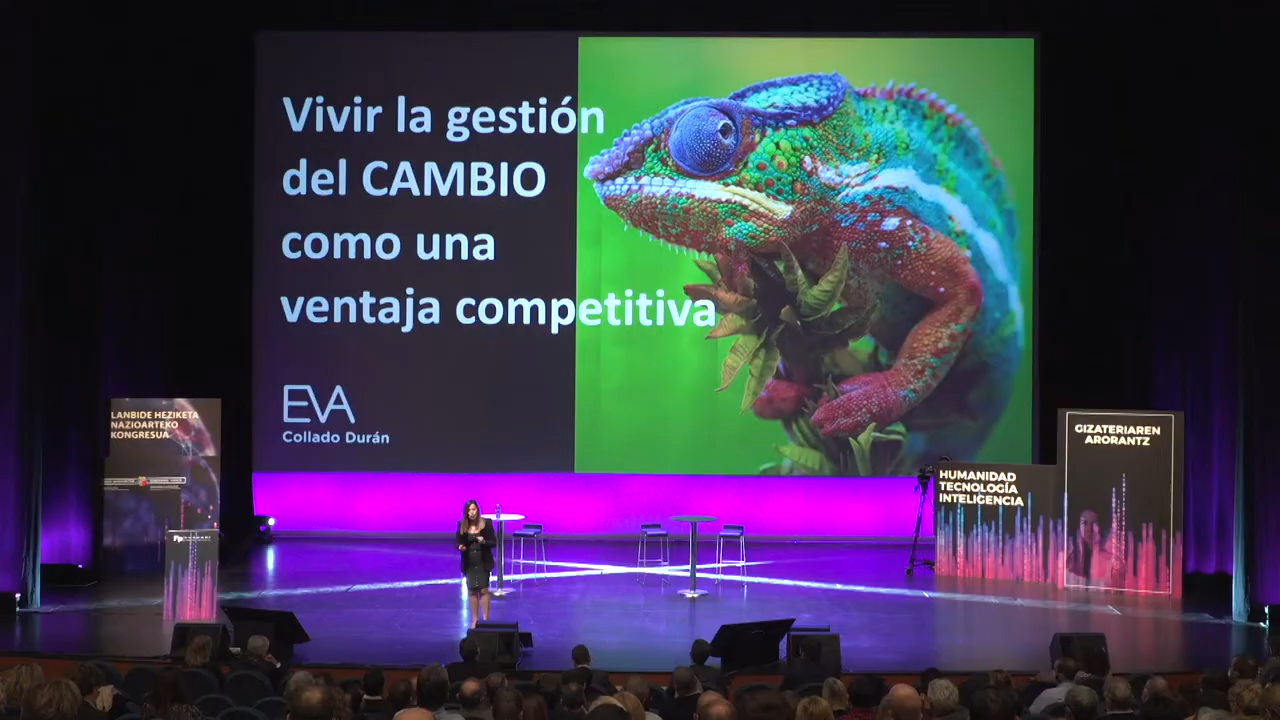 Vivir la gestión
del CAMBIO
como una
ventaja competitiva
EVA
Collado Durán
LANBIDE HEZIKETA
NAZIOARTEKO
KONGRESUA
GIZATERIAREN
ARORANTZ
HUMANIDAD
TECNOLOGÍA
INTELIGENCIA